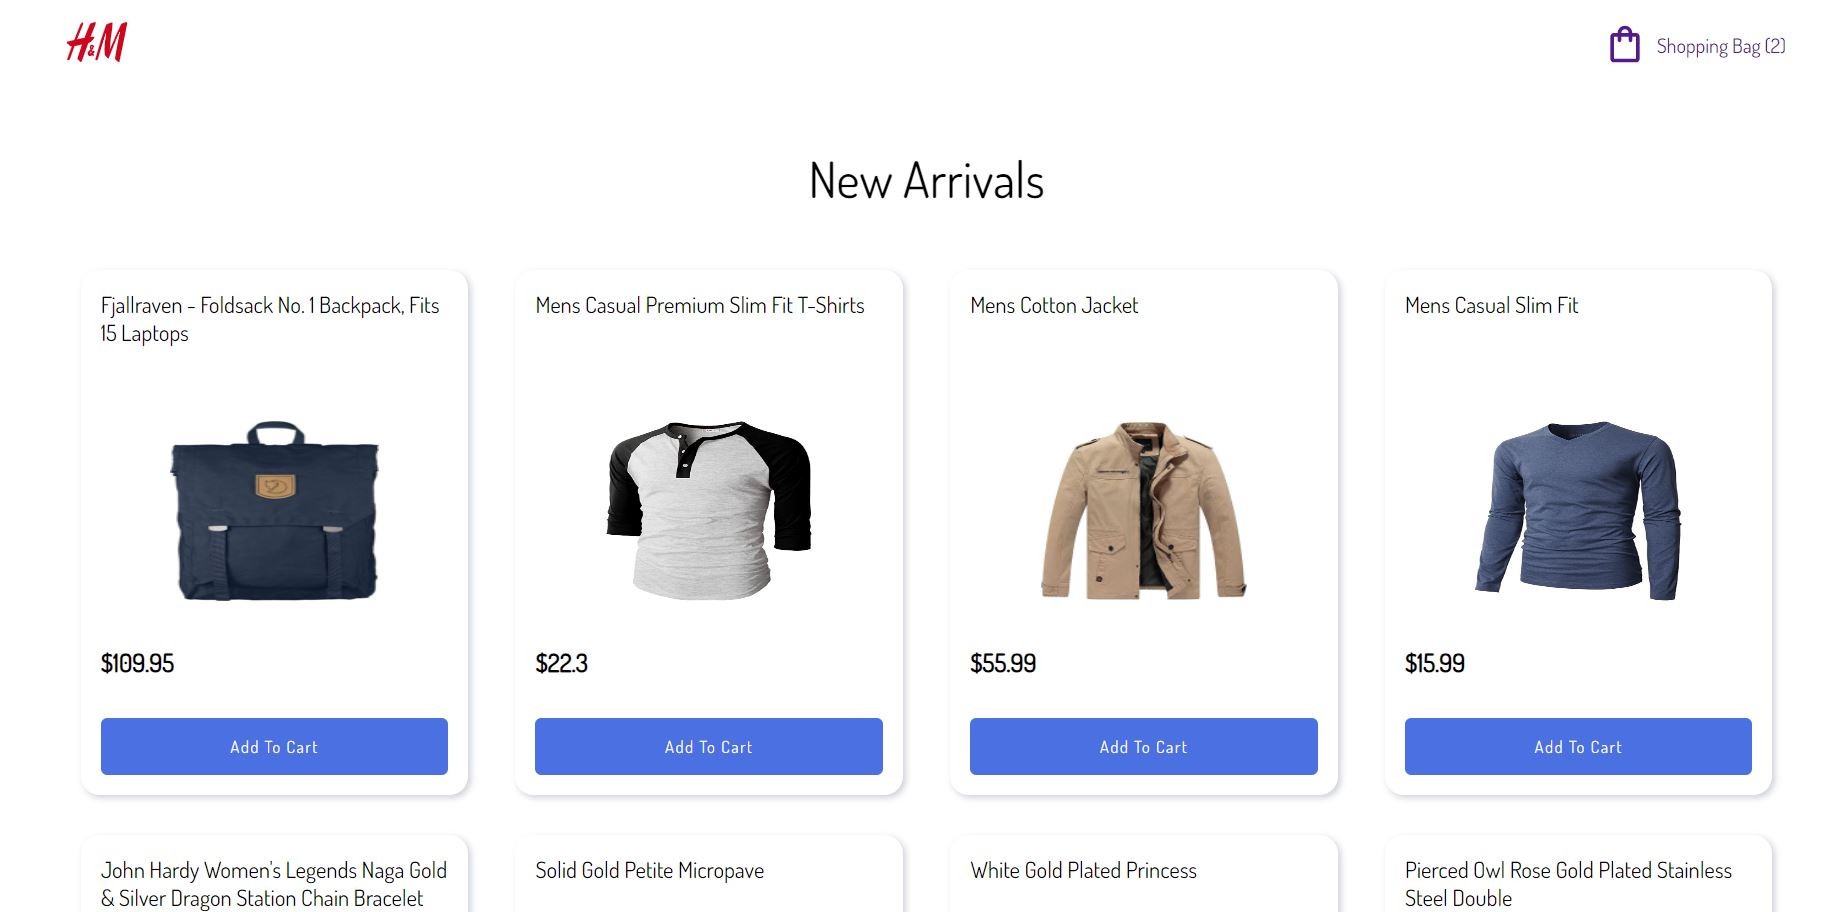 H&M
Shopping Bag (2)
New Arrivals
Fjallraven - Foldsack No. 1 Backpack, Fits
15 Laptops
$109.95
Add To Cart
Mens Casual Premium Slim Fit T-Shirts
$22.3
Add To Cart
Mens Cotton Jacket
$55.99
Add To Cart
Mens Casual Slim Fit
$15.99
Add To Cart
John Hardy Women's Legends Naga Gold
& Silver Dragon Station Chain Bracelet
Solid Gold Petite Micropave
White Gold Plated Princess
Pierced Owl Rose Gold Plated Stainless
Steel Double